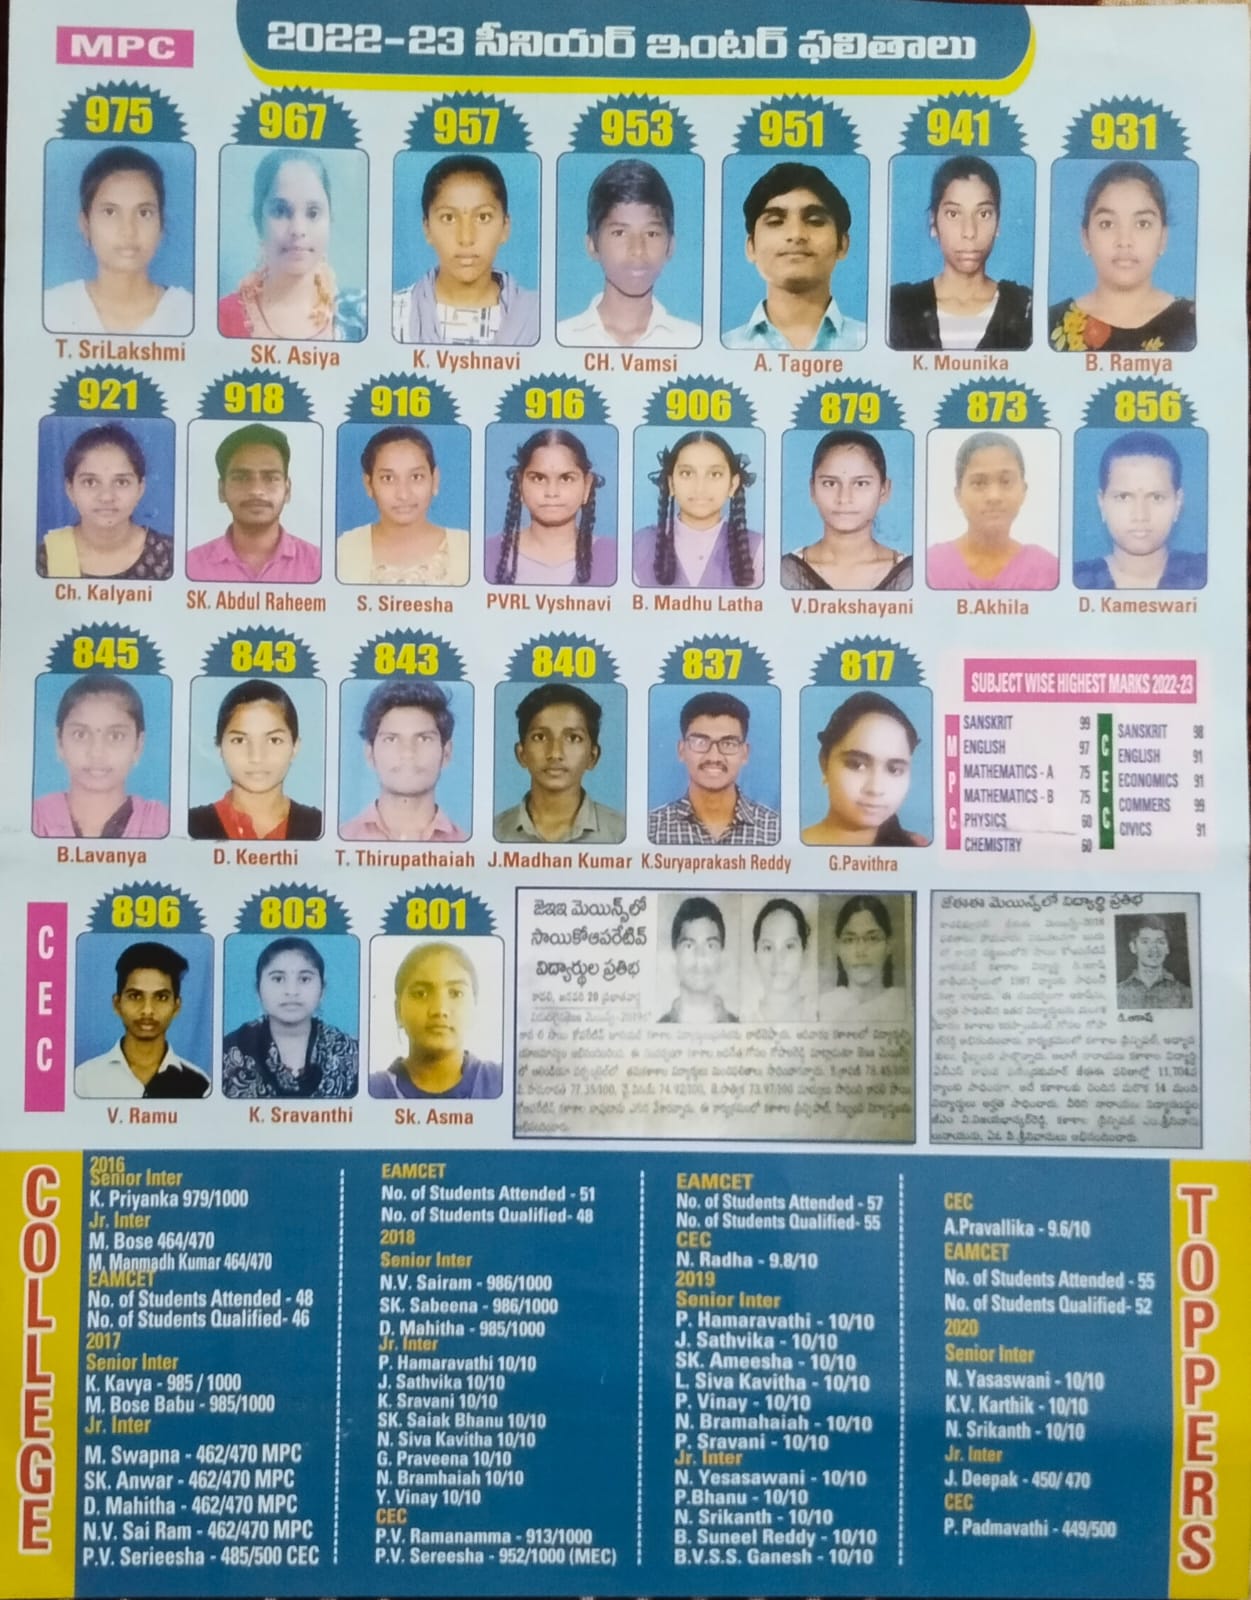 MPC
2022-23 సీనియర్ ఇంటర్ ఫలితాలు
975 967 957 953 951 941 931
T. SriLakshmi SK. Asiya K. Vyshnavi CH. Vamsi A. Tagore K. Mounika B. Ramya
921 918 916 916 906 879 873 856
Ch. Kalyani SK. Abdul Raheem S. Sireesha PVRL Vyshnavi B. Madhu Latha V.Drakshayani B.Akhila D. Kameswari
845 843 843 840 837 817
B.Lavanya D. Keerthi T. Thirupathaiah J.Madhan Kumar K.Suryaprakash Reddy G.Pavithra
SUBJECT WISE HIGHEST MARKS 2022-23
MPC
SANSKRIT 99
ENGLISH 97
MATHEMATICS - A 75
MATHEMATICS - B 75
PHYSICS 60
CHEMISTRY 60
CEC
SANSKRIT 98
ENGLISH 91
ECONOMICS 91
COMMERS 99
CIVICS 91
CEC
896 803 801
V. Ramu K. Sravanthi Sk. Asma
జెఇఇ మెయిన్స్‌లో
సాయికోఆపరేటివ్
విద్యార్థుల ప్రతిభ
జేఈఈ మెయిన్స్‌లో విద్యార్థి ప్రతిభ
COLLEGE
2016
Senior Inter
K. Priyanka 979/1000
Jr. Inter
M. Bose 464/470
M. Manmadh Kumar 464/470
EAMCET
No. of Students Attended - 48
No. of Students Qualified- 46
2017
Senior Inter
K. Kavya - 985 / 1000
M. Bose Babu - 985/1000
Jr. Inter
M. Swapna - 462/470 MPC
SK. Anwar - 462/470 MPC
D. Mahitha - 462/470 MPC
N.V. Sai Ram - 462/470 MPC
P.V. Serieesha - 485/500 CEC
EAMCET
No. of Students Attended - 51
No. of Students Qualified- 48
2018
Senior Inter
N.V. Sairam - 986/1000
SK. Sabeena - 986/1000
D. Mahitha - 985/1000
Jr. Inter
P. Hamaravathi 10/10
J. Sathvika 10/10
K. Sravani 10/10
SK. Saiak Bhanu 10/10
N. Siva Kavitha 10/10
G. Praveena 10/10
N. Bramhaiah 10/10
Y. Vinay 10/10
CEC
P.V. Ramanamma - 913/1000
P.V. Sereesha - 952/1000 (MEC)
EAMCET
No. of Students Attended - 57
No. of Students Qualified- 55
CEC
N. Radha - 9.8/10
2019
Senior Inter
P. Hamaravathi - 10/10
J. Sathvika - 10/10
SK. Ameesha - 10/10
L. Siva Kavitha - 10/10
P. Vinay - 10/10
N. Bramahaiah - 10/10
P. Sravani - 10/10
Jr. Inter
N. Yesasawani - 10/10
P.Bhanu - 10/10
N. Srikanth - 10/10
B. Suneel Reddy - 10/10
B.V.S.S. Ganesh - 10/10
CEC
A.Pravallika - 9.6/10
EAMCET
No. of Students Attended - 55
No. of Students Qualified- 52
2020
Senior Inter
N. Yasaswani - 10/10
K.V. Karthik - 10/10
N. Srikanth - 10/10
Jr. Inter
J. Deepak - 450/ 470
CEC
P. Padmavathi - 449/500
TOPPERS